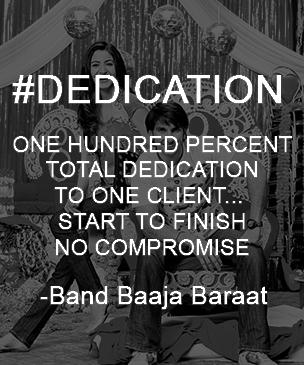 #DEDICATION
ONE HUNDRED PERCENT
TOTAL DEDICATION
TO ONE CLIENT...
START TO FINISH
NO COMPROMISE
-Band Baaja Baraat